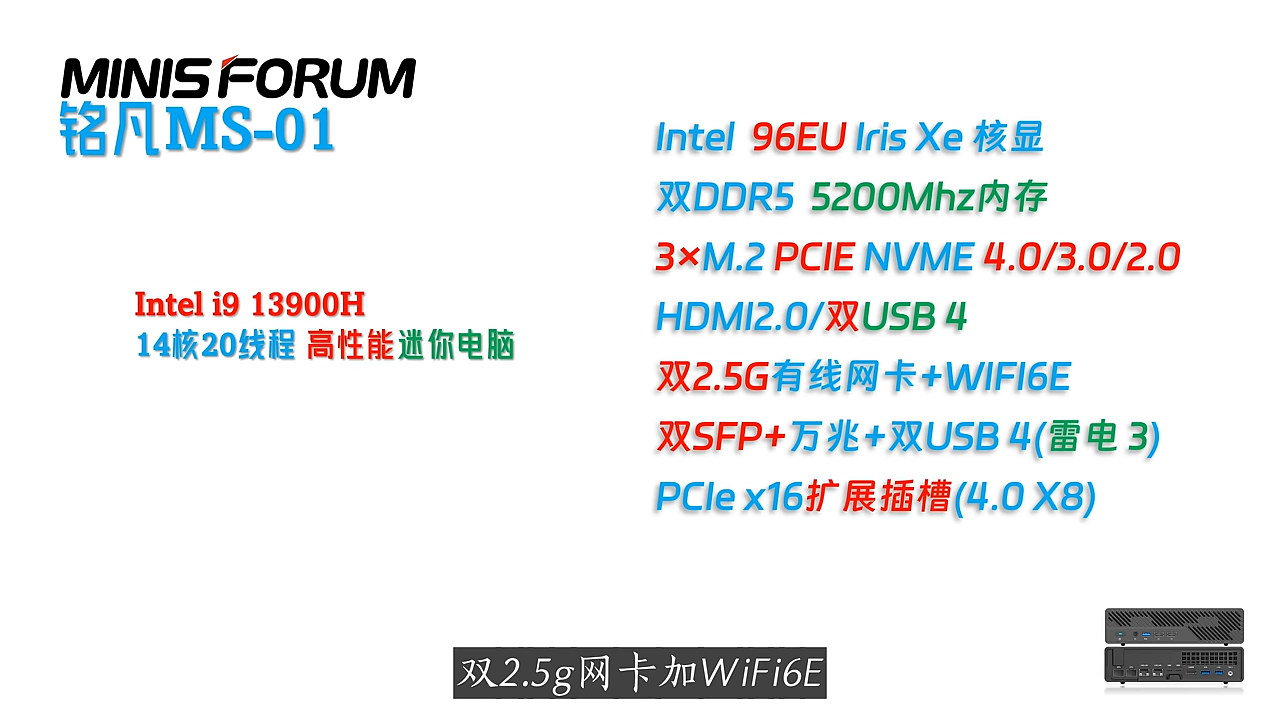 MINISFORUM
铭凡MS-01
Intel i9 13900H
14核20线程 高性能迷你电脑
Intel 96EU Iris Xe 核显
双DDR5 5200Mhz内存
3×M.2 PCIE NVME 4.0/3.0/2.0
HDMI2.0/双USB 4
双2.5G有线网卡+WIFI6E
双SFP+万兆+双USB 4(雷电 3)
PCIe x16扩展插槽(4.0 X8)
双2.5g网卡加WiFi6E